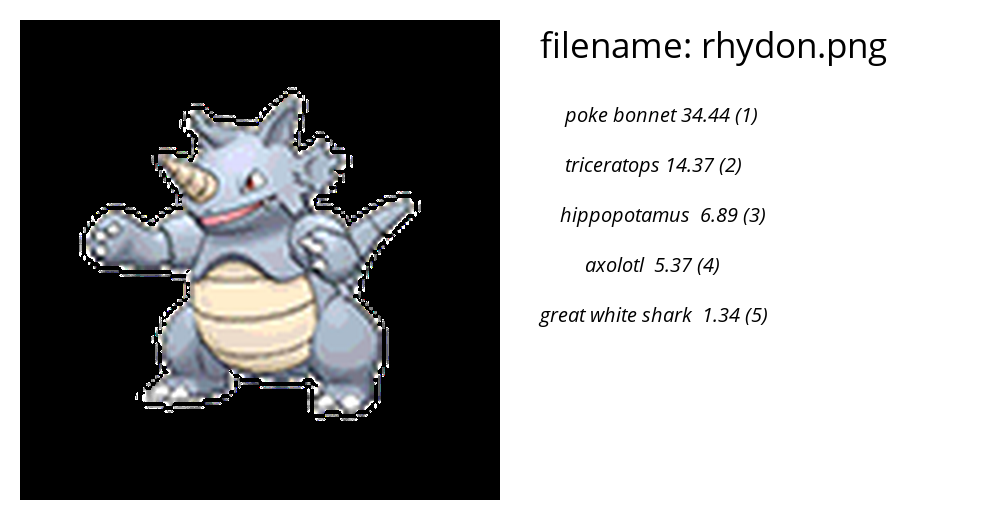 filename: rhydon.png
poke bonnet 34.44 (1)
triceratops 14.37 (2)
hippopotamus 6.89 (3)
axolotl 5.37 (4)
great white shark 1.34 (5)